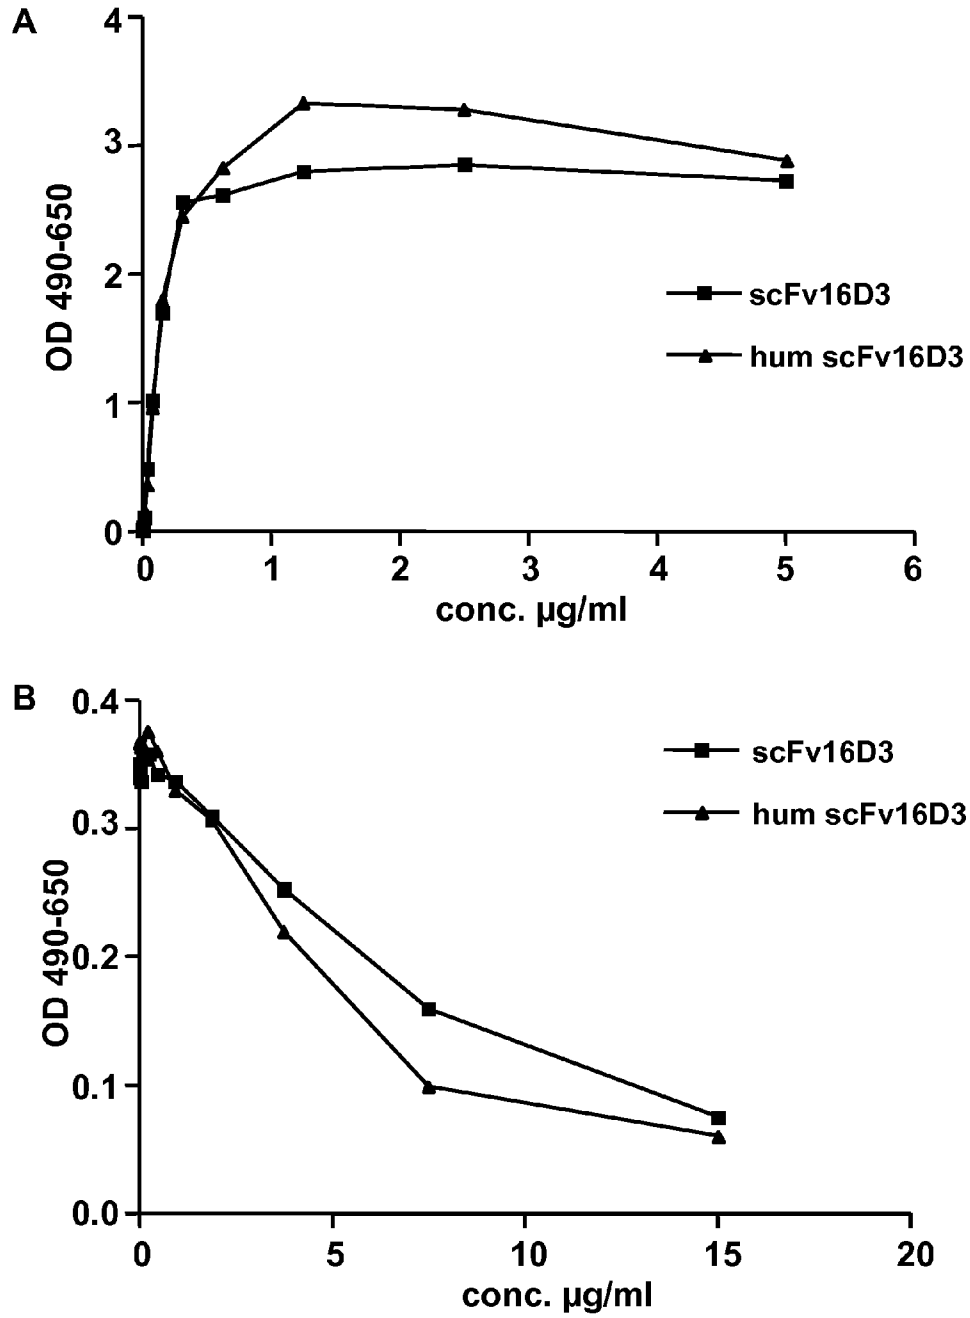 A
4
3
2
1
0
OD 490-650
scFv16D3
hum scFv16D3
0 1 2 3 4 5 6
conc. µg/ml
B
0.4
0.3
0.2
0.1
0.0
OD 490-650
scFv16D3
hum scFv16D3
0 5 10 15 20
conc. µg/ml